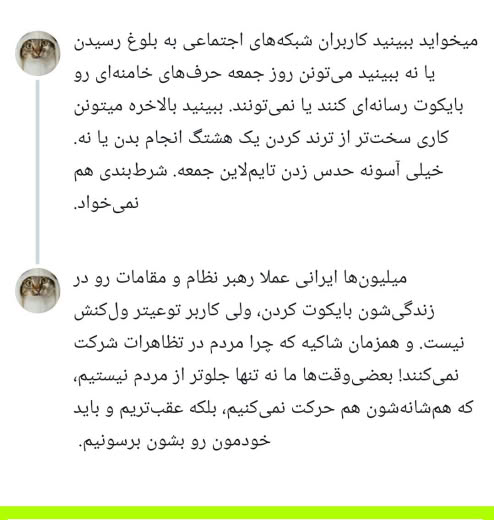 میخواید ببینید کاربران شبکه‌های اجتماعی به بلوغ رسیدن
یا نه ببینید می‌تونن روز جمعه حرف‌های خامنه‌ای رو
بایکوت رسانه‌ای کنند یا نمی‌تونند. ببینید بالاخره میتونن
کاری سخت‌تر از ترند کردن یک هشتگ انجام بدن یا نه.
خیلی آسونه حدس زدن تایم‌لاین جمعه. شرط‌بندی هم
نمی‌خواد.
میلیون‌ها ایرانی عملا رهبر نظام و مقامات رو در
زندگی‌شون بایکوت کردن، ولی کاربر توعیتر ول‌کنش
نیست. و همزمان شاکیه که چرا مردم در تظاهرات شرکت
نمی‌کنند! بعضی‌وقت‌ها ما نه تنها جلوتر از مردم نیستیم،
که هم‌شانه‌شون هم حرکت نمی‌کنیم، بلکه عقب‌تریم و باید
خودمون رو بشون برسونیم.